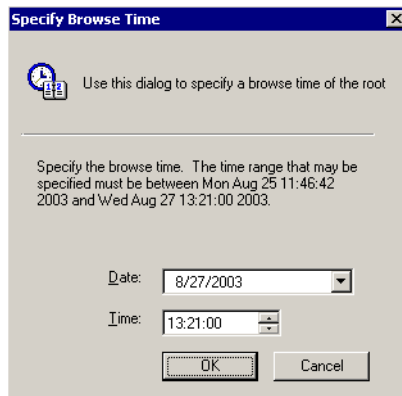 Specify Browse Time
Use this dialog to specify a browse time of the root
Specify the browse time. The time range that may be
specified must be between Mon Aug 25 11:46:42
2003 and Wed Aug 27 13:21:00 2003.
Date: 8/27/2003
Time: 13:21:00
OK Cancel